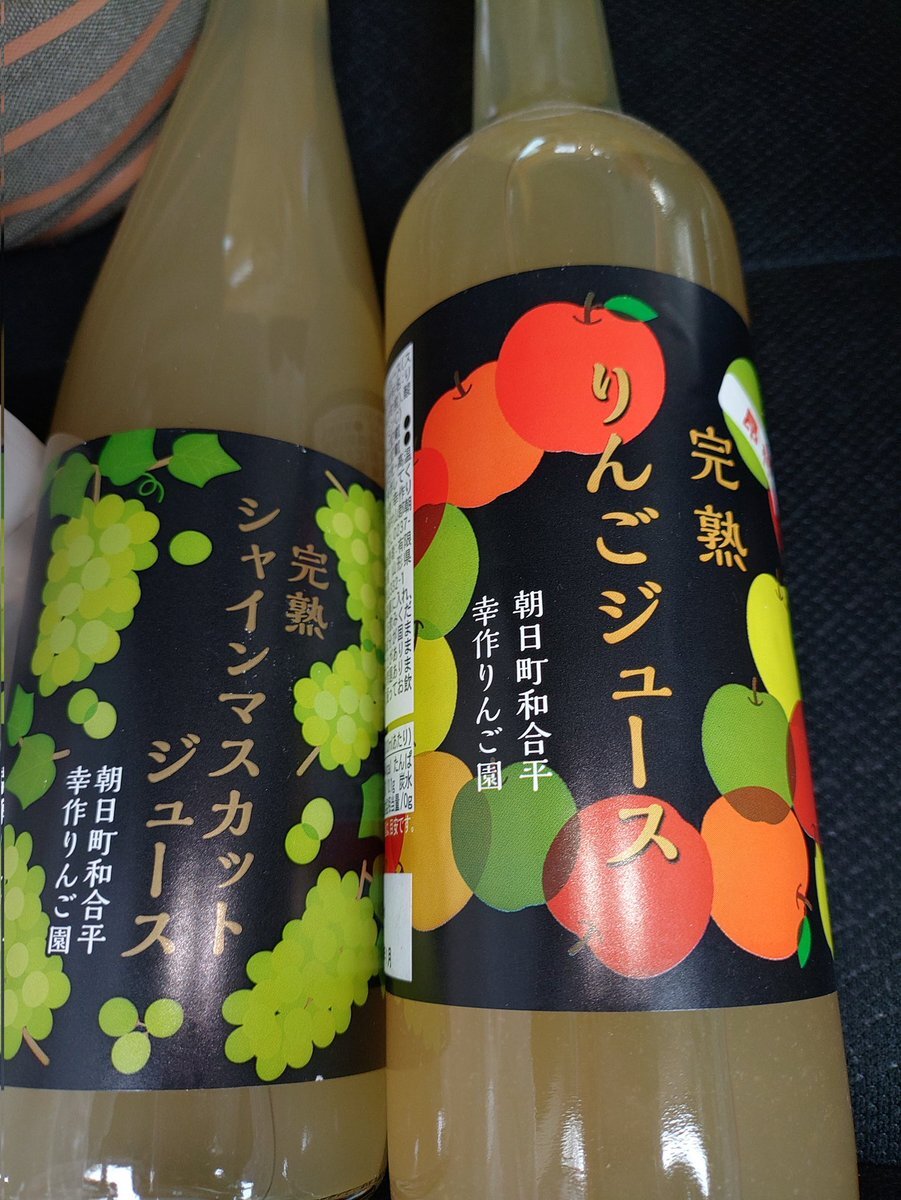 完熟
シャインマスカット
ジュース
朝日町和合平
幸作りんご園
完熟
りんごジュース
朝日町和合平
幸作りんご園